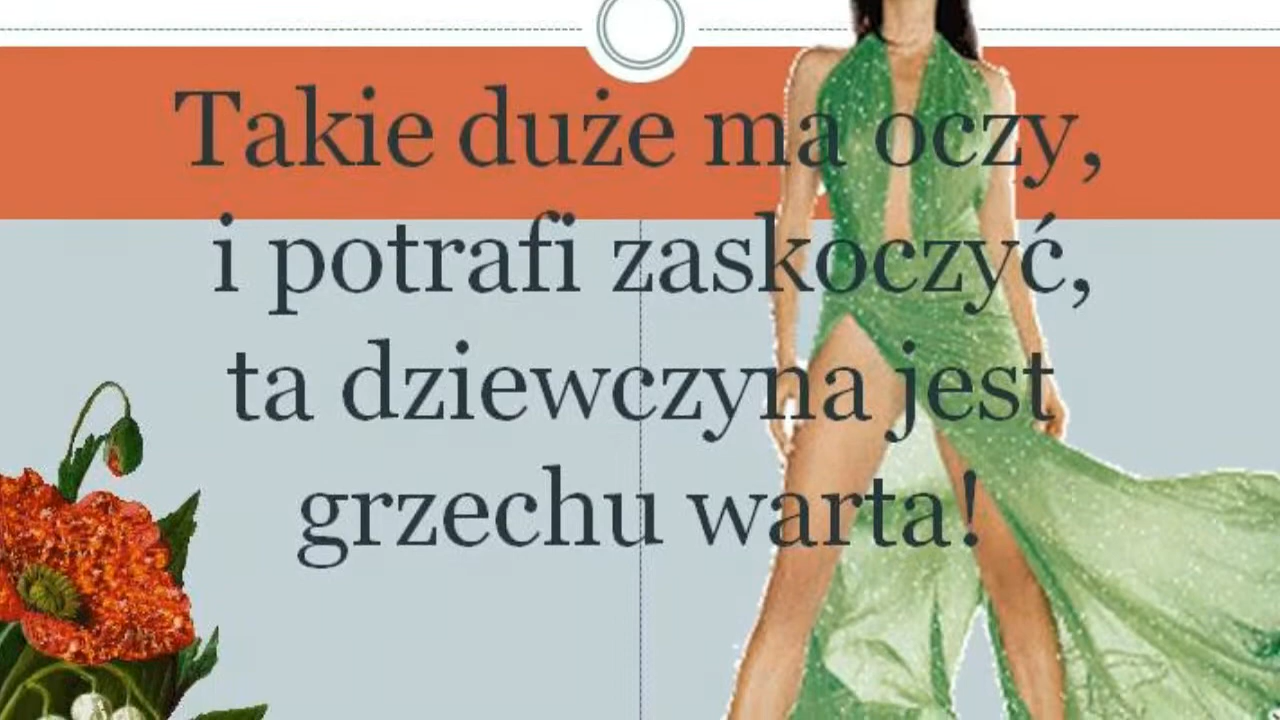 Takie duże ma oczy,
i potrafi zaskoczyć,
ta dziewczyna jest
grzechu warta!